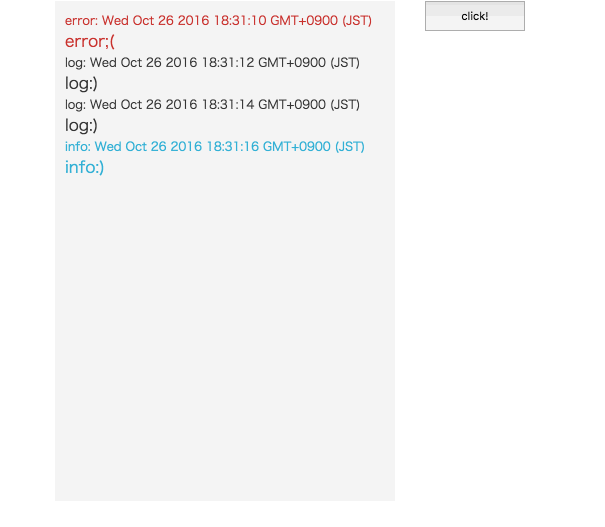 error: Wed Oct 26 2016 18:31:10 GMT+0900 (JST)
error;(
log: Wed Oct 26 2016 18:31:12 GMT+0900 (JST)
log:)
log: Wed Oct 26 2016 18:31:14 GMT+0900 (JST)
log:)
info: Wed Oct 26 2016 18:31:16 GMT+0900 (JST)
info:)
click!